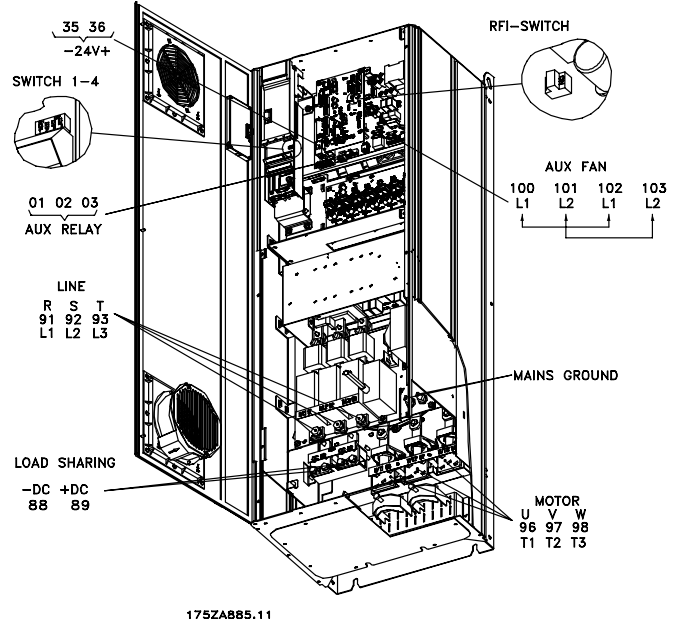 35 36
-24V+
RFI-SWITCH
SWITCH 1-4
AUX FAN
100 101 102 103
L1 L2 L1 L2
01 02 03
AUX RELAY
LINE
R S T
91 92 93
L1 L2 L3
MAINS GROUND
LOAD SHARING
-DC +DC
88 89
MOTOR
U V W
96 97 98
T1 T2 T3
175ZA885.11